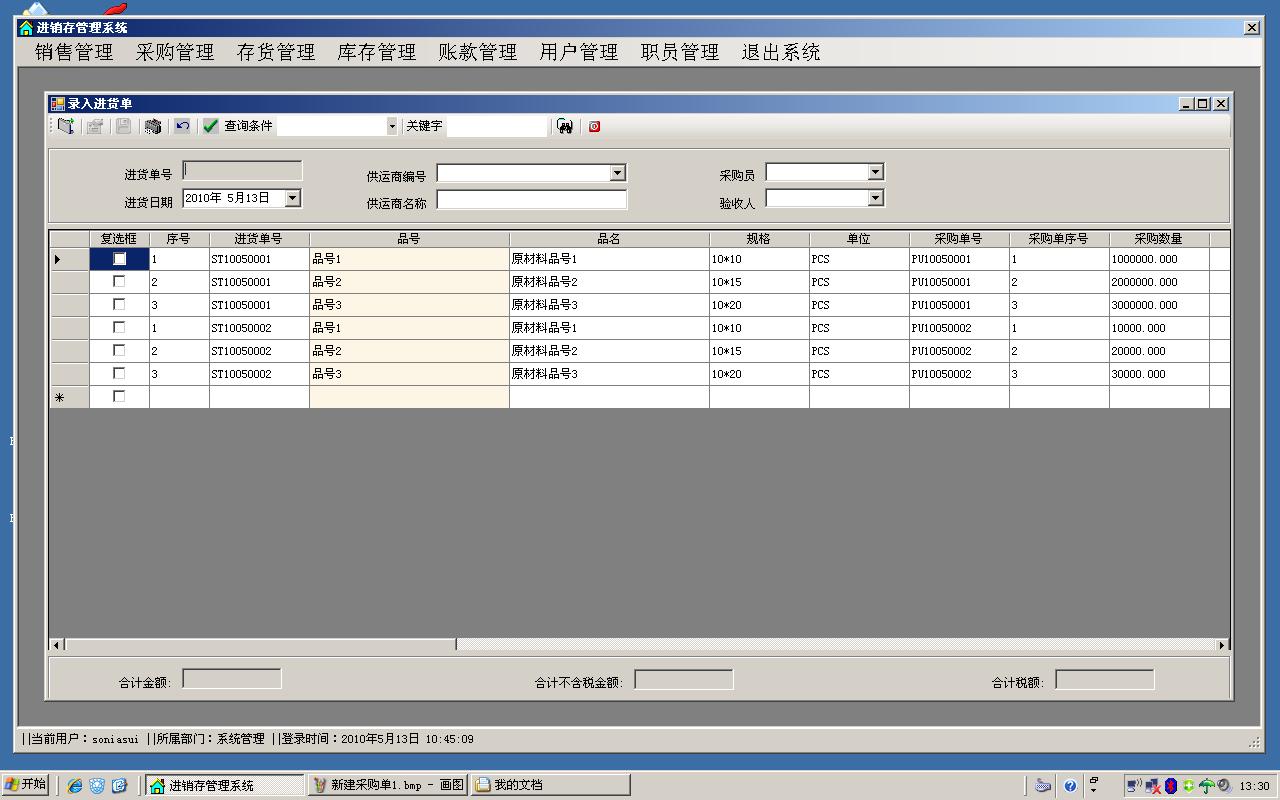 进销存管理系统
销售管理 采购管理 存货管理 库存管理 账款管理 用户管理 职员管理 退出系统
录入进货单
查询条件 关键字
进货单号 供运商编号 采购员
进货日期 2010年 5月13日 供运商名称 验收人
复选框 序号 进货单号 品号 品名 规格 单位 采购单号 采购单序号 采购数量
1 ST10050001 品号1 原材料品号1 10*10 PCS PU10050001 1 1000000.000
2 ST10050001 品号2 原材料品号2 10*15 PCS PU10050001 2 2000000.000
3 ST10050001 品号3 原材料品号3 10*20 PCS PU10050001 3 3000000.000
1 ST10050002 品号1 原材料品号1 10*10 PCS PU10050002 1 10000.000
2 ST10050002 品号2 原材料品号2 10*15 PCS PU10050002 2 20000.000
3 ST10050002 品号3 原材料品号3 10*20 PCS PU10050002 3 30000.000
合计金额: 合计不含税金额: 合计税额:
||当前用户：soniasui ||所属部门：系统管理 ||登录时间：2010年5月13日 10:45:09
开始 进销存管理系统 新建采购单1.bmp - 画图 我的文档 13:30